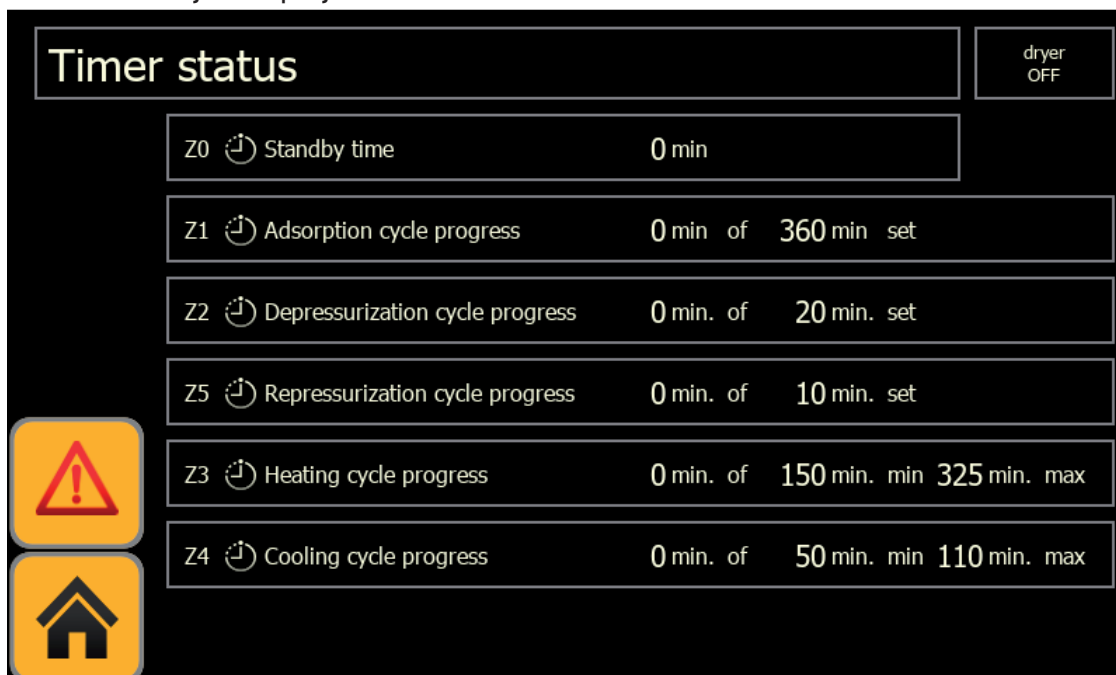 Timer status
dryer
OFF
Z0 Standby time 0 min
Z1 Adsorption cycle progress 0 min of 360 min set
Z2 Depressurization cycle progress 0 min. of 20 min. set
Z5 Repressurization cycle progress 0 min. of 10 min. set
Z3 Heating cycle progress 0 min. of 150 min. min 325 min. max
Z4 Cooling cycle progress 0 min. of 50 min. min 110 min. max